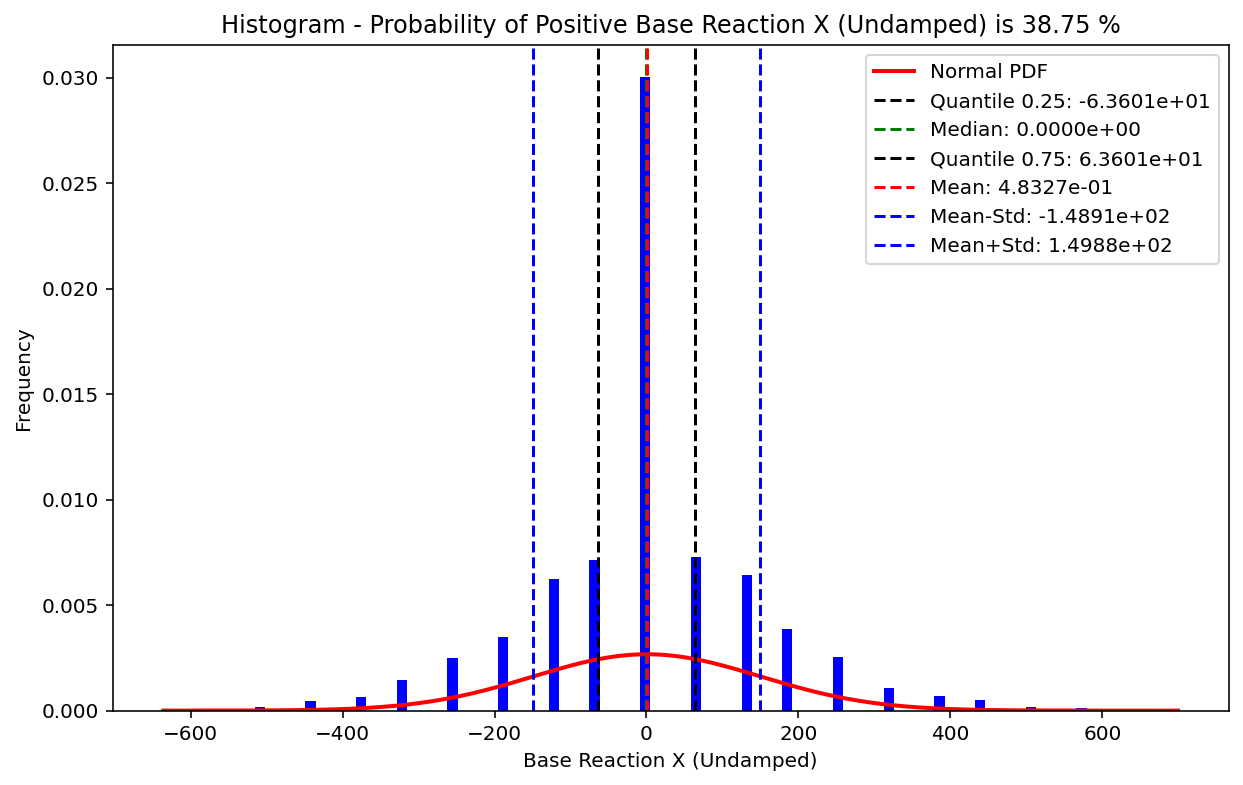 Histogram - Probability of Positive Base Reaction X (Undamped) is 38.75 %
Normal PDF
Quantile 0.25: -6.3601e+01
Median: 0.0000e+00
Quantile 0.75: 6.3601e+01
Mean: 4.8327e-01
Mean-Std: -1.4891e+02
Mean+Std: 1.4988e+02
Frequency
0.030
0.025
0.020
0.015
0.010
0.005
0.000
−600
−400
−200
0
200
400
600
Base Reaction X (Undamped)